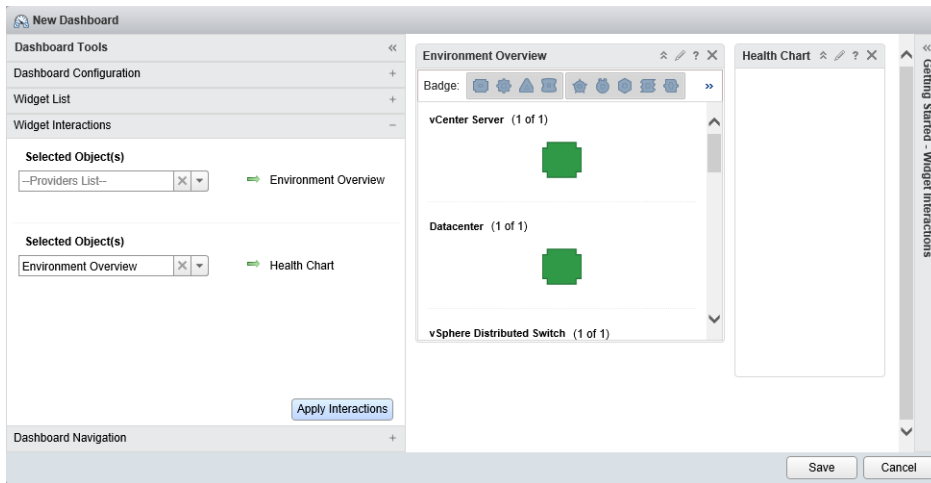 New Dashboard
Dashboard Tools
Dashboard Configuration
Widget List
Widget Interactions
Selected Object(s)
--Providers List--
Environment Overview
Selected Object(s)
Environment Overview
Health Chart
Apply Interactions
Dashboard Navigation
Environment Overview
Badge:
vCenter Server (1 of 1)
Datacenter (1 of 1)
vSphere Distributed Switch (1 of 1)
Health Chart
Getting Started - Widget Interactions
Save
Cancel